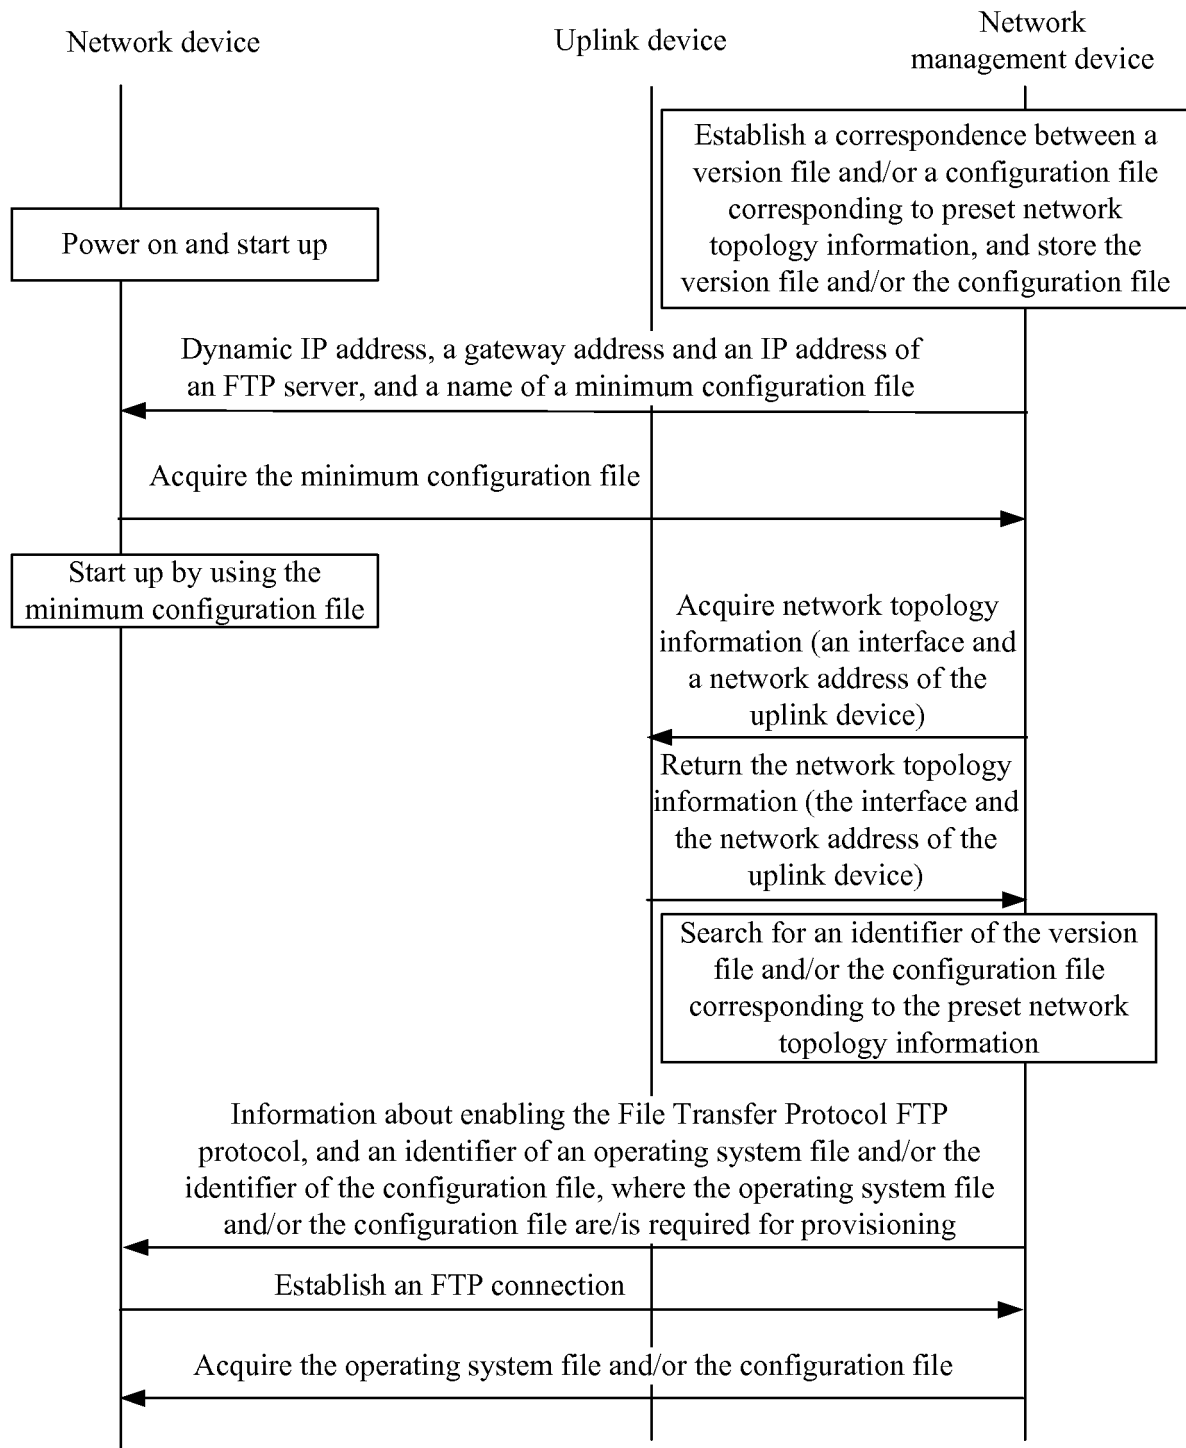 Network device
Uplink device
Network
management device
Establish a correspondence between a
version file and/or a configuration file
corresponding to preset network
topology information, and store the
version file and/or the configuration file
Power on and start up
Dynamic IP address, a gateway address and an IP address of
an FTP server, and a name of a minimum configuration file
Acquire the minimum configuration file
Start up by using the
minimum configuration file
Acquire network topology
information (an interface and
a network address of the
uplink device)
Return the network topology
information (the interface and
the network address of the
uplink device)
Search for an identifier of the version
file and/or the configuration file
corresponding to the preset network
topology information
Information about enabling the File Transfer Protocol FTP
protocol, and an identifier of an operating system file and/or the
identifier of the configuration file, where the operating system file
and/or the configuration file are/is required for provisioning
Establish an FTP connection
Acquire the operating system file and/or the configuration file